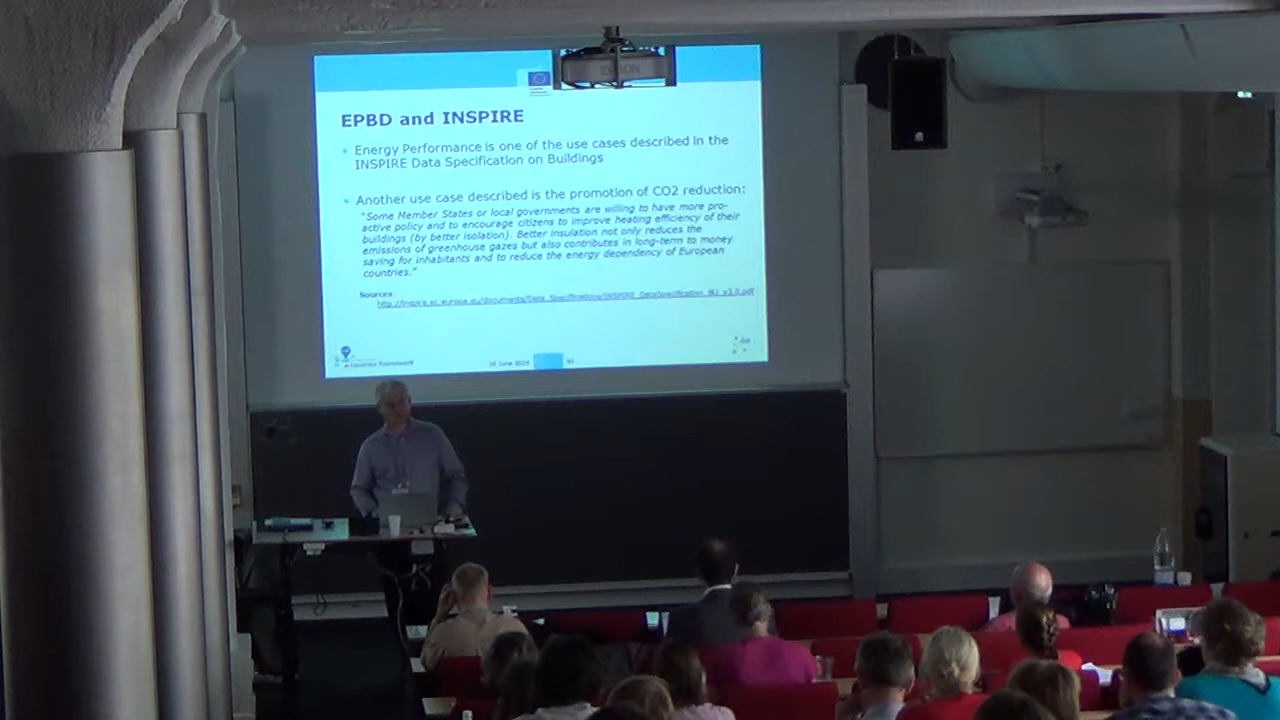 EPSON
EPBD and INSPIRE
Energy Performance is one of the use cases described in the
INSPIRE Data Specification on Buildings
Another use case described is the promotion of CO2 reduction:
"Some Member States or local governments are willing to have more pro-
active policy and to encourage citizens to improve heating efficiency of their
buildings (by better isolation). Better insulation not only reduces the
emissions of greenhouse gazes but also contributes in long-term to money
saving for inhabitants and to reduce the energy dependency of European
countries."
Sources: